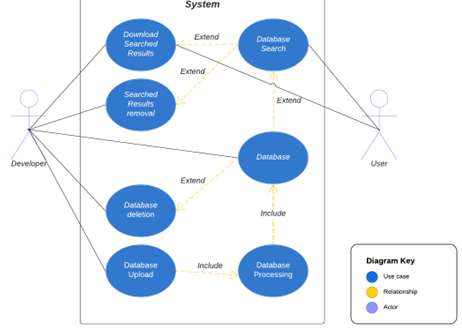 System
Download
Searched
Results
Extend
Database
Search
Extend
Searched
Results
removal
Extend
Developer
User
Database
Extend
Database
deletion
Include
Database
Upload
Include
Database
Processing
Diagram Key
Use case
Relationship
Actor